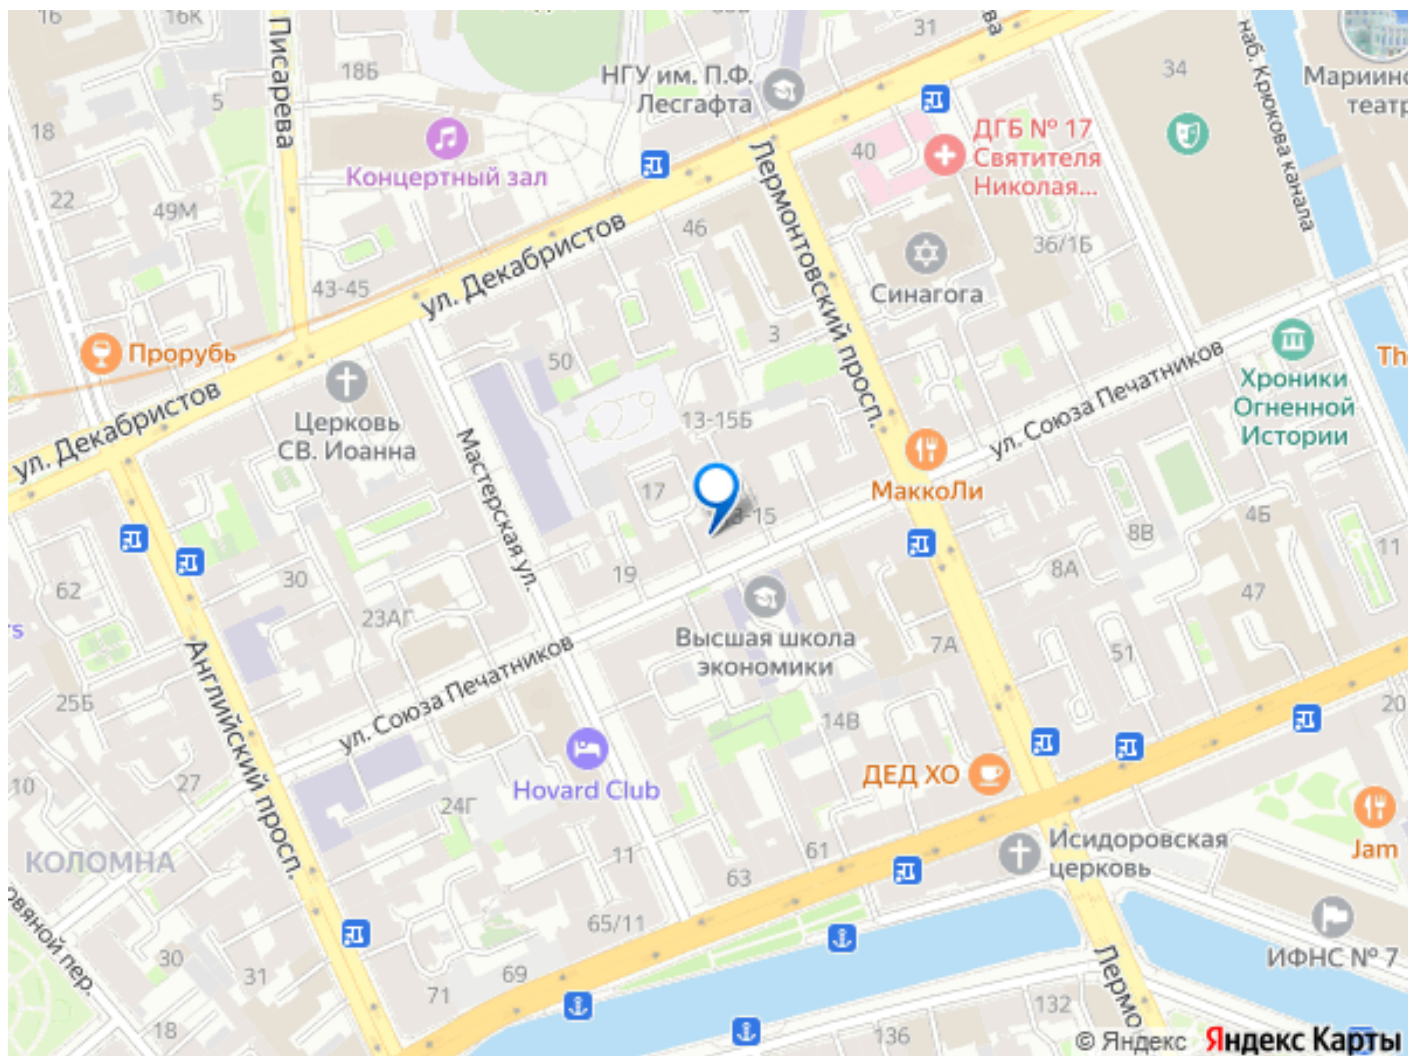 16
16К
31
18Б
5
34
Мариинс
театр
НГУ им. П.Ф.
Лесгафта
наб. Крюкова канала
Писарева
18
ДГБ № 17
Святителя
Николая...
40
Концертный зал
22
49М
46
36/1Б
ул. Декабристов
Лермонтовский просп.
Синагога
43-45
3
Прорубь
50
Th
ул. Союза Печатников
Хроники
Огненной
Истории
ул. Декабристов
Церковь
СВ. Иоанна
13-15Б
Мастерская ул.
МаккоЛи
17
4Б
8В
11
19
30
62
8А
47
23АГ
Высшая школа
экономики
7А
51
Английский просп.
ул. Союза Печатников
25Б
14В
20
ДЕД ХО
10
27
Hovard Club
24Г
Исидоровская
церковь
Jam
КОЛОМНА
11
61
63
65/11
ИФНС № 7
30
31
69
71
18
132
136
Лермо
© Яндекс Яндекс Карты